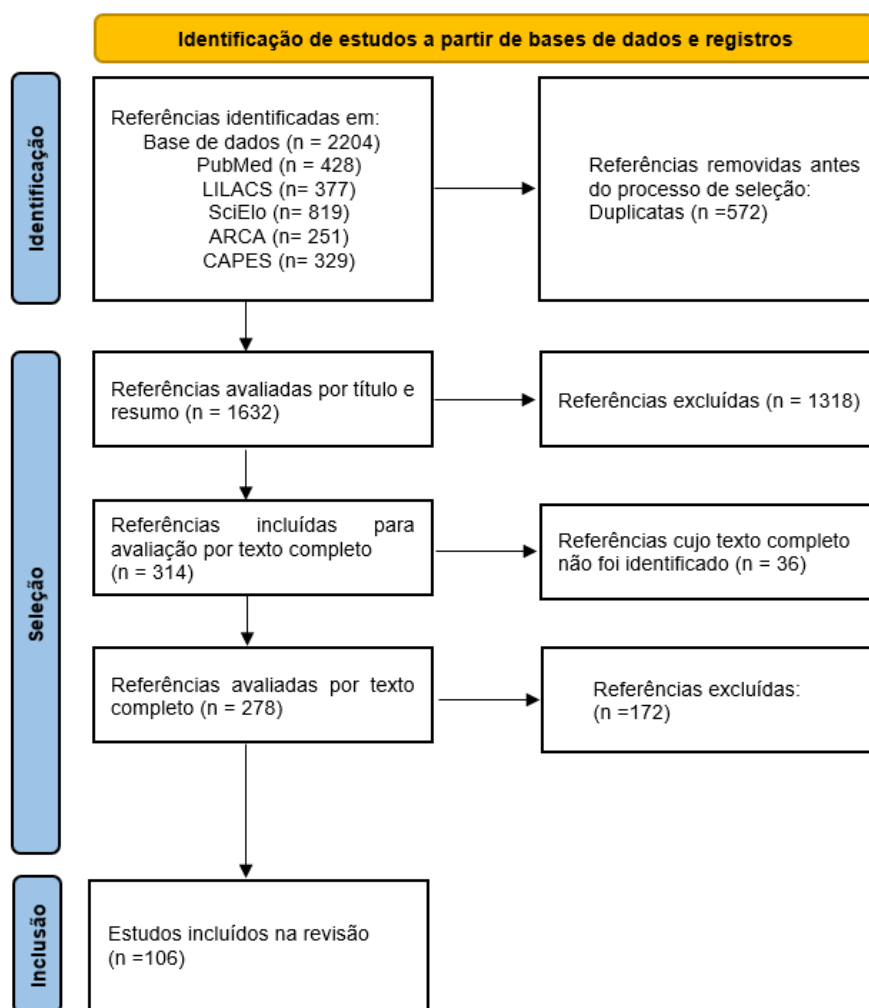 Identificação de estudos a partir de bases de dados e registros
Identificação
Referências identificadas em:
Base de dados (n = 2204)
PubMed = 428)
LILACS (n= 377)
SciElo (n= 819)
ARCA (n= 251)
CAPES (n= 329)
Referências removidas antes
do processo de seleção:
Duplicatas (n =572)
Seleção
Referências avaliadas por título e
resumo (n = 1632)
Referências excluídas (n = 1318)
Referências incluídas para
avaliação por texto completo
(n = 314)
Referências cujo texto completo
não foi identificado (n = 36)
Referências avaliadas por texto
completo (n = 278)
Referências excluídas:
(n =172)
Inclusão
Estudos incluídos na revisão
(n =106)